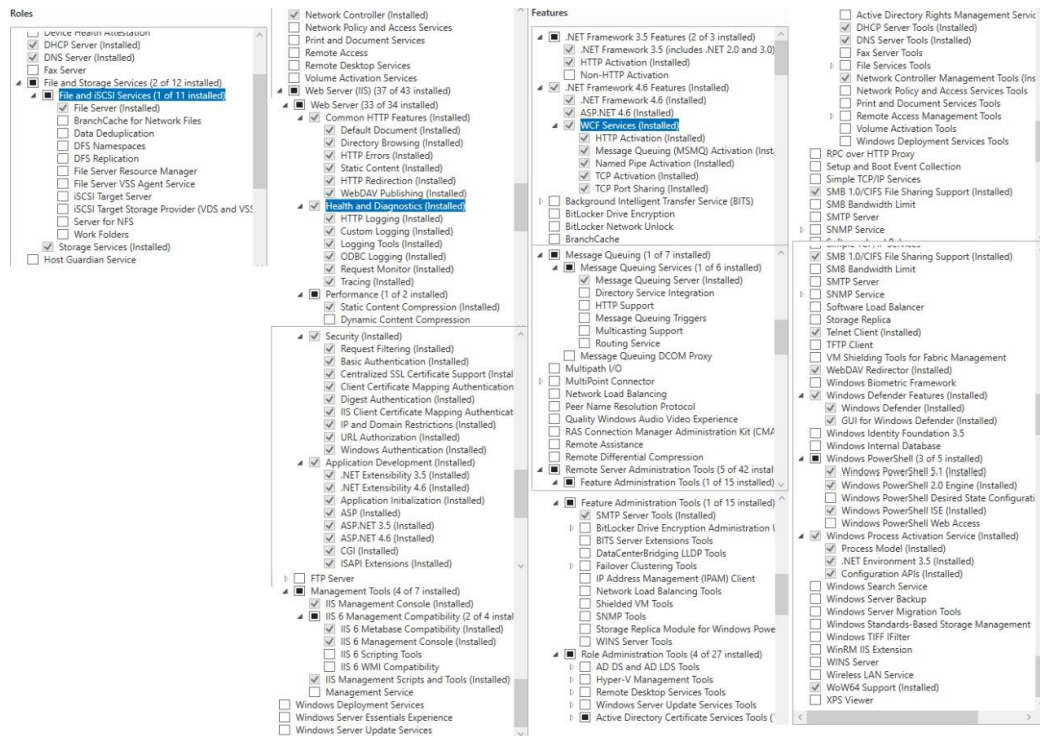 Roles
Device Health Attestation
DHCP Server (Installed)
DNS Server (Installed)
Fax Server
File and Storage Services (2 of 12 installed)
File and iSCSI Services (1 of 11 installed)
File Server (Installed)
BranchCache for Network Files
Data Deduplication
DFS Namespaces
DFS Replication
File Server Resource Manager
File Server VSS Agent Service
iSCSI Target Server
iSCSI Target Storage Provider (VDS and VSS
Server for NFS
Work Folders
Storage Services (Installed)
Host Guardian Service
Network Controller (Installed)
Network Policy and Access Services
Print and Document Services
Remote Access
Remote Desktop Services
Volume Activation Services
Web Server (IIS) (37 of 43 installed)
Web Server (33 of 34 installed)
Common HTTP Features (Installed)
Default Document (Installed)
Directory Browsing (Installed)
HTTP Errors (Installed)
Static Content (Installed)
HTTP Redirection (Installed)
WebDAV Publishing (Installed)
Health and Diagnostics (Installed)
HTTP Logging (Installed)
Custom Logging (Installed)
Logging Tools (Installed)
ODBC Logging (Installed)
Request Monitor (Installed)
Tracing (Installed)
Performance (1 of 2 installed)
Static Content Compression (Installed)
Dynamic Content Compression
Security (Installed)
Request Filtering (Installed)
Basic Authentication (Installed)
Centralized SSL Certificate Support (Instal
Client Certificate Mapping Authentication
Digest Authentication (Installed)
IIS Client Certificate Mapping Authenticat
IP and Domain Restrictions (Installed)
URL Authorization (Installed)
Windows Authentication (Installed)
Application Development (Installed)
.NET Extensibility 3.5 (Installed)
.NET Extensibility 4.6 (Installed)
Application Initialization (Installed)
ASP (Installed)
ASP.NET 3.5 (Installed)
ASP.NET 4.6 (Installed)
CGI (Installed)
ISAPI Extensions (Installed)
FTP Server
Management Tools (4 of 7 installed)
IIS Management Console (Installed)
IIS 6 Management Compatibility (2 of 4 instal
IIS 6 Metabase Compatibility (Installed)
IIS 6 Management Console (Installed)
IIS 6 Scripting Tools
IIS 6 WMI Compatibility
IIS Management Scripts and Tools (Installed)
Management Service
Windows Deployment Services
Windows Server Essentials Experience
Windows Server Update Services
Features
.NET Framework 3.5 Features (2 of 3 installed)
.NET Framework 3.5 (includes .NET 2.0 and 3.0)
HTTP Activation (Installed)
Non-HTTP Activation
.NET Framework 4.6 Features (Installed)
.NET Framework 4.6 (Installed)
ASP.NET 4.6 (Installed)
WCF Services (Installed)
HTTP Activation (Installed)
Message Queuing (MSMQ) Activation (Inst
Named Pipe Activation (Installed)
TCP Activation (Installed)
TCP Port Sharing (Installed)
Background Intelligent Transfer Service (BITS)
BitLocker Drive Encryption
BitLocker Network Unlock
BranchCache
Message Queuing (1 of 7 installed)
Message Queuing Services (1 of 6 installed)
Message Queuing Server (Installed)
Directory Service Integration
HTTP Support
Message Queuing Triggers
Multicasting Support
Routing Service
Message Queuing DCOM Proxy
Multipath I/O
MultiPoint Connector
Network Load Balancing
Peer Name Resolution Protocol
Quality Windows Audio Video Experience
RAS Connection Manager Administration Kit (CMA
Remote Assistance
Remote Differential Compression
Remote Server Administration Tools (5 of 42 instal
Feature Administration Tools (1 of 15 installed)
Feature Administration Tools (1 of 15 installed)
SMTP Server Tools (Installed)
BitLocker Drive Encryption Administration U
BITS Server Extensions Tools
DataCenterBridging LLDP Tools
Failover Clustering Tools
IP Address Management (IPAM) Client
Network Load Balancing Tools
Shielded VM Tools
SNMP Tools
Storage Replica Module for Windows Powe
WINS Server Tools
Role Administration Tools (4 of 27 installed)
AD DS and AD LDS Tools
Hyper-V Management Tools
Remote Desktop Services Tools
Windows Server Update Services Tools
Active Directory Certificate Services Tools (
Active Directory Rights Management Servic
DHCP Server Tools (Installed)
DNS Server Tools (Installed)
Fax Server Tools
File Services Tools
Network Controller Management Tools (Ins
Network Policy and Access Services Tools
Print and Document Services Tools
Remote Access Management Tools
Volume Activation Tools
Windows Deployment Services Tools
RPC over HTTP Proxy
Setup and Boot Event Collection
Simple TCP/IP Services
SMB 1.0/CIFS File Sharing Support (Installed)
SMB Bandwidth Limit
SMTP Server
SNMP Service
Simple TCP/IP Services
SMB 1.0/CIFS File Sharing Support (Installed)
SMB Bandwidth Limit
SMTP Server
SNMP Service
Software Load Balancer
Storage Replica
Telnet Client (Installed)
TFTP Client
VM Shielding Tools for Fabric Management
WebDAV Redirector (Installed)
Windows Biometric Framework
Windows Defender Features (Installed)
Windows Defender (Installed)
GUI for Windows Defender (Installed)
Windows Identity Foundation 3.5
Windows Internal Database
Windows PowerShell (3 of 5 installed)
Windows PowerShell 5.1 (Installed)
Windows PowerShell 2.0 Engine (Installed)
Windows PowerShell Desired State Configurati
Windows PowerShell ISE (Installed)
Windows PowerShell Web Access
Windows Process Activation Service (Installed)
Process Model (Installed)
.NET Environment 3.5 (Installed)
Configuration APIs (Installed)
Windows Search Service
Windows Server Backup
Windows Server Migration Tools
Windows Standards-Based Storage Management
Windows TIFF IFilter
WinRM IIS Extension
WINS Server
Wireless LAN Service
WoW64 Support (Installed)
XPS Viewer